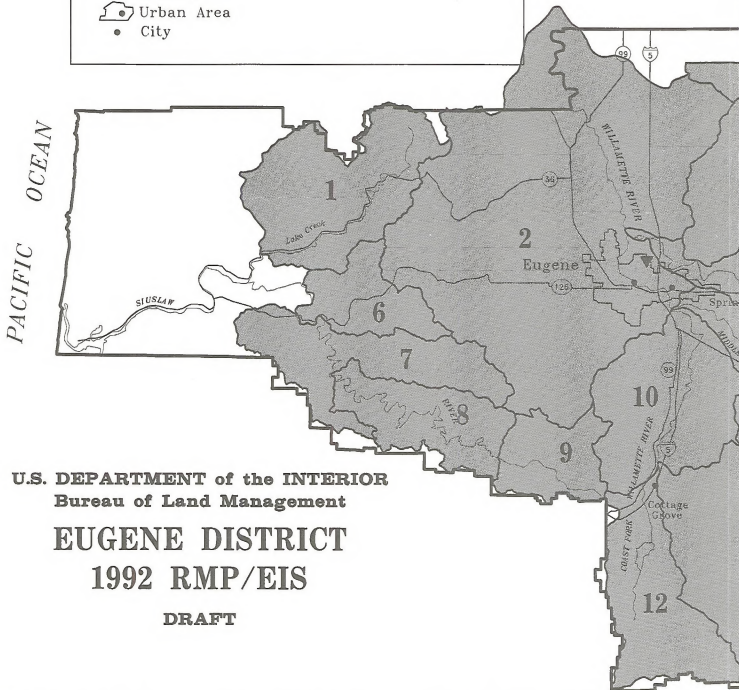 Urban Area
City
99
5
PACIFIC OCEAN
WILLAMETTE RIVER
1
36
Lake Creek
2
Eugene
126
SIUSLAW
6
7
99
10
RIVER
8
9
5
WILLAMETTE RIVER
COAST FORK
Cottage
Grove
12
U.S. DEPARTMENT of the INTERIOR
Bureau of Land Management
EUGENE DISTRICT
1992 RMP/EIS
DRAFT